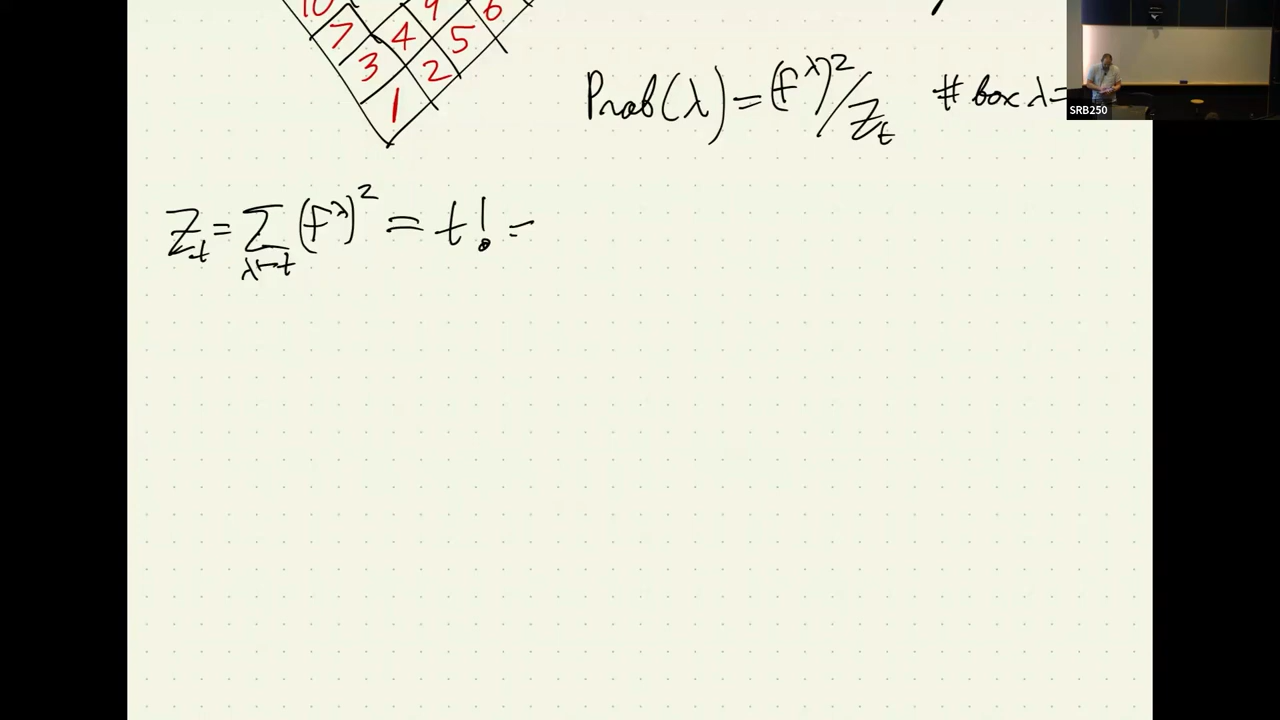 10 9 6
7 4 5
3 2
1
Prob(λ) = (f^λ)^2 / Z_t # box λ =
SRB250
Z_t = Σ_{λ⊢t} (f^λ)^2 = t! =